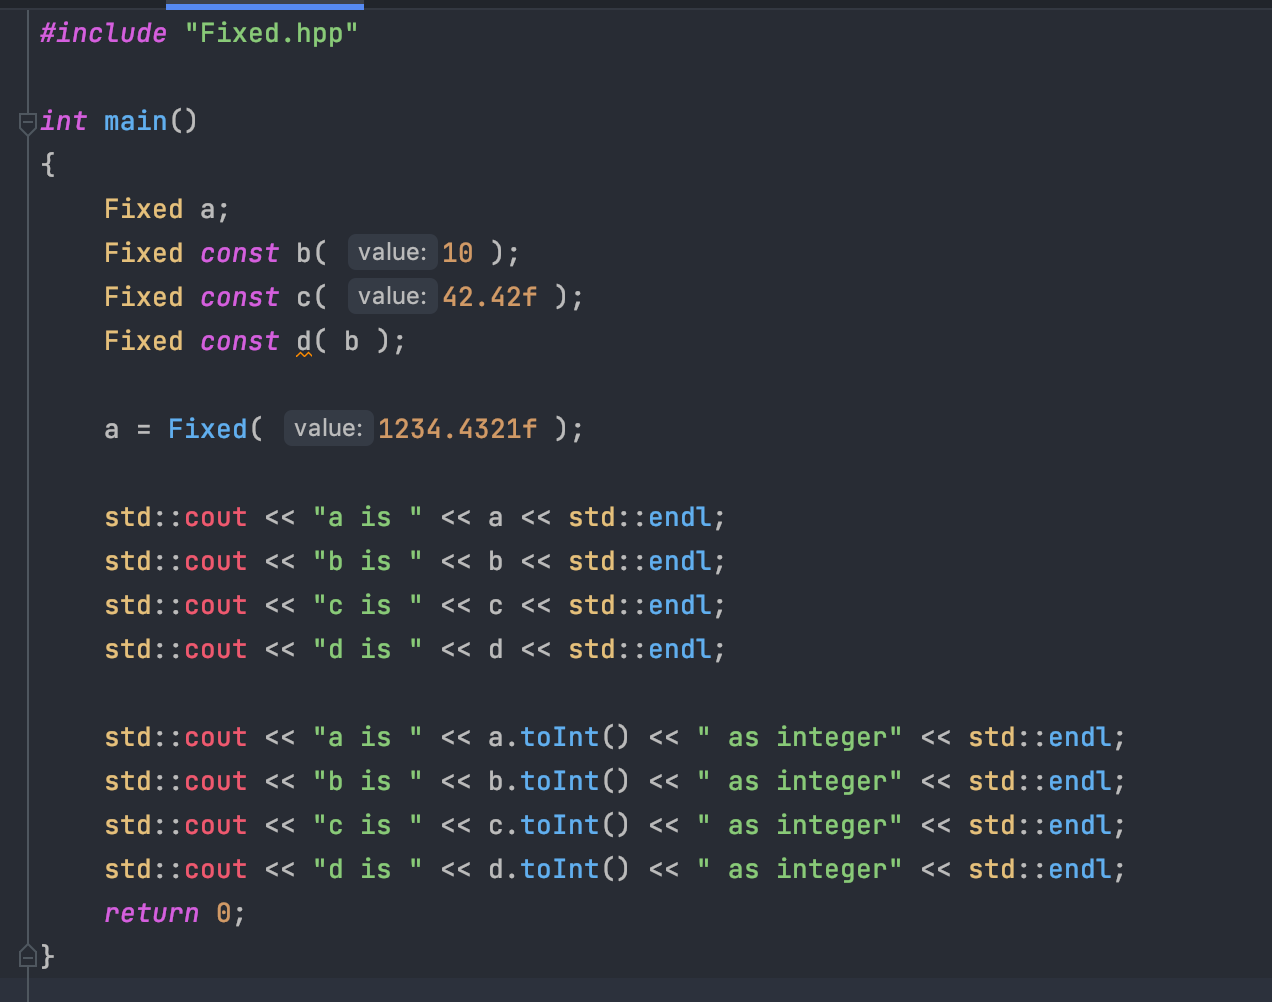 #include "Fixed.hpp"
int main()
{
Fixed a;
Fixed const b( value: 10 );
Fixed const c( value: 42.42f );
Fixed const d( b );
a = Fixed( value: 1234.4321f );
std::cout << "a is " << a << std::endl;
std::cout << "b is " << b << std::endl;
std::cout << "c is " << c << std::endl;
std::cout << "d is " << d << std::endl;
std::cout << "a is " << a.toInt() << " as integer" << std::endl;
std::cout << "b is " << b.toInt() << " as integer" << std::endl;
std::cout << "c is " << c.toInt() << " as integer" << std::endl;
std::cout << "d is " << d.toInt() << " as integer" << std::endl;
return 0;
}